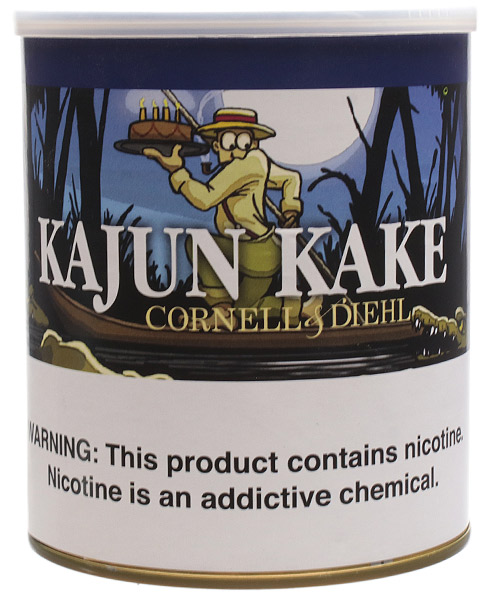 KAJUN KAKE
CORNELL & DIEHL
WARNING: This product contains nicotine.
Nicotine is an addictive chemical.